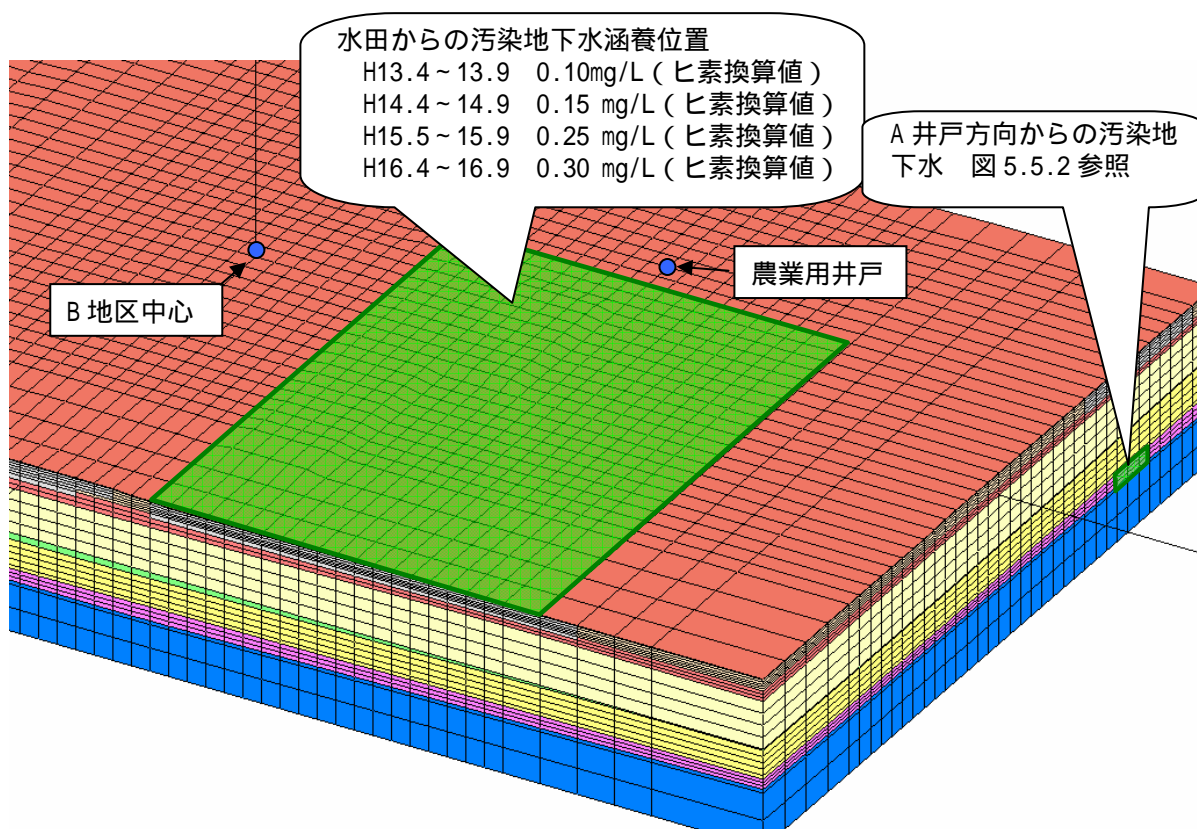 水田からの汚染地下水涵養位置
H13.4~13.9 0.10mg/L(ヒ素換算値)
H14.4~14.9 0.15 mg/L(ヒ素換算値)
H15.5~15.9 0.25 mg/L(ヒ素換算値)
H16.4~16.9 0.30 mg/L(ヒ素換算値)
A 井戸方向からの汚染地
下水 図 5.5.2 参照
農業用井戸
B 地区中心